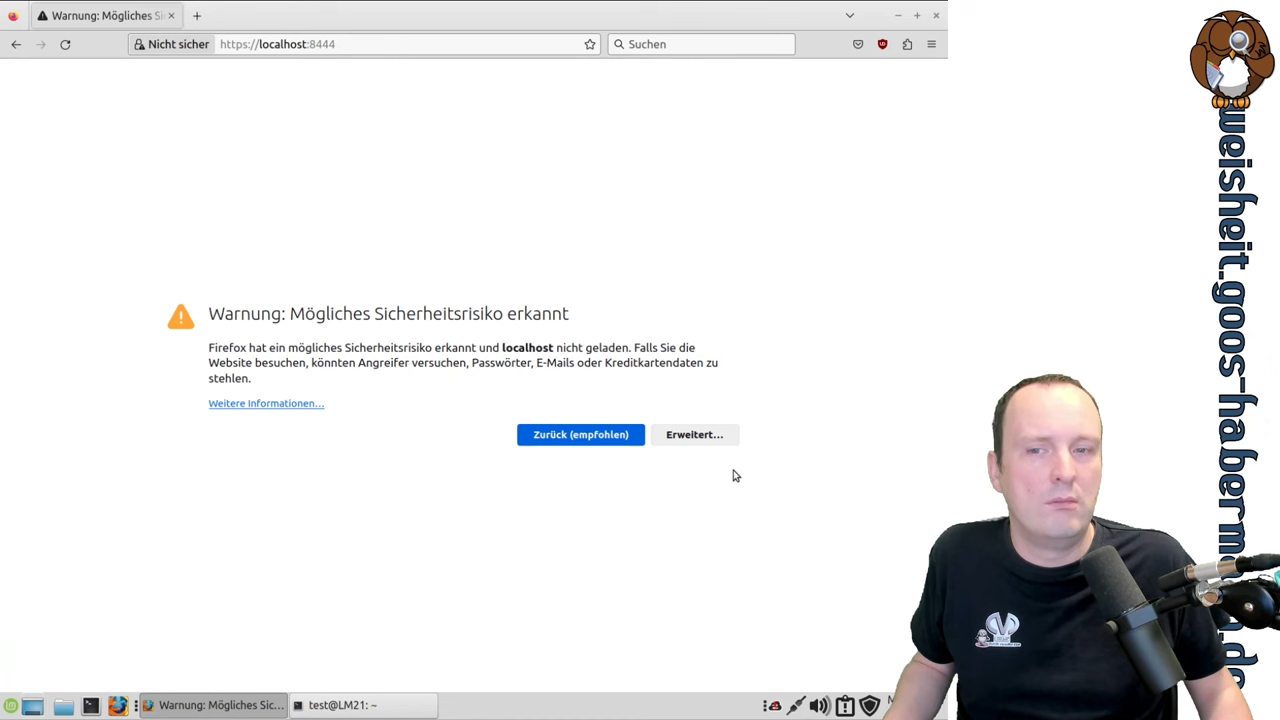 Warnung: Mögliches Si
Nicht sicher
https://localhost:8444
Suchen
Warnung: Mögliches Sicherheitsrisiko erkannt
Firefox hat ein mögliches Sicherheitsrisiko erkannt und localhost nicht geladen. Falls Sie die
Website besuchen, könnten Angreifer versuchen, Passwörter, E-Mails oder Kreditkartendaten zu
stehlen.
Weitere Informationen...
Zurück (empfohlen)
Erweitert...
Warnung: Mögliches Sic...
test@LM21: ~